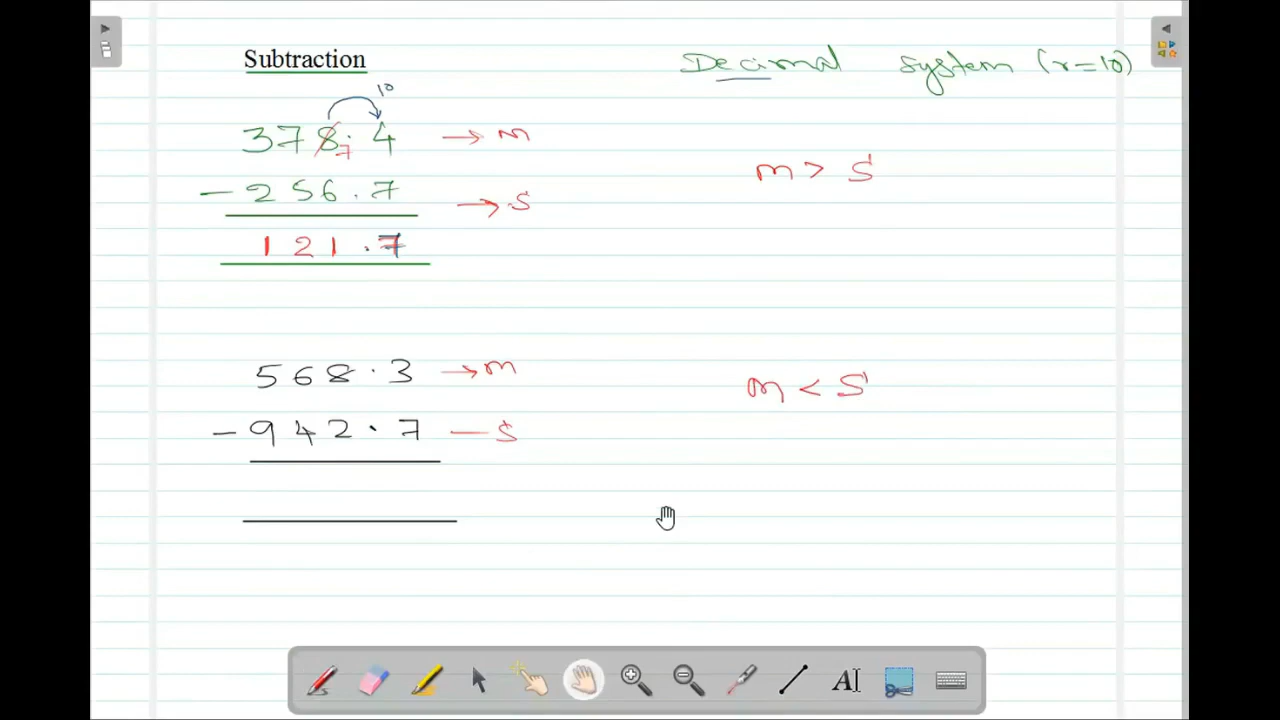 Subtraction
Decimal system (r=10)
10
378.4 → m
7
m > S
- 256.7 → S
121.7
568.3 → m
m < S
- 942.7 — S
A